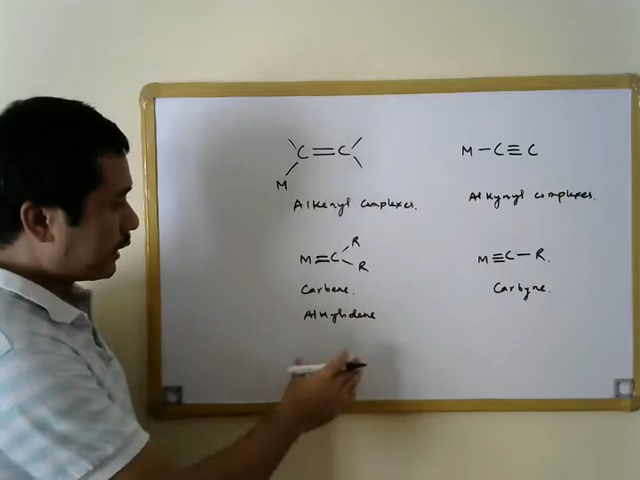 C=C
M
Alkenyl complexes.
M-C≡C
Alkynyl complexes.
M=C
R
R
Carbene.
Alkylidene
M≡C-R.
Carbyne.